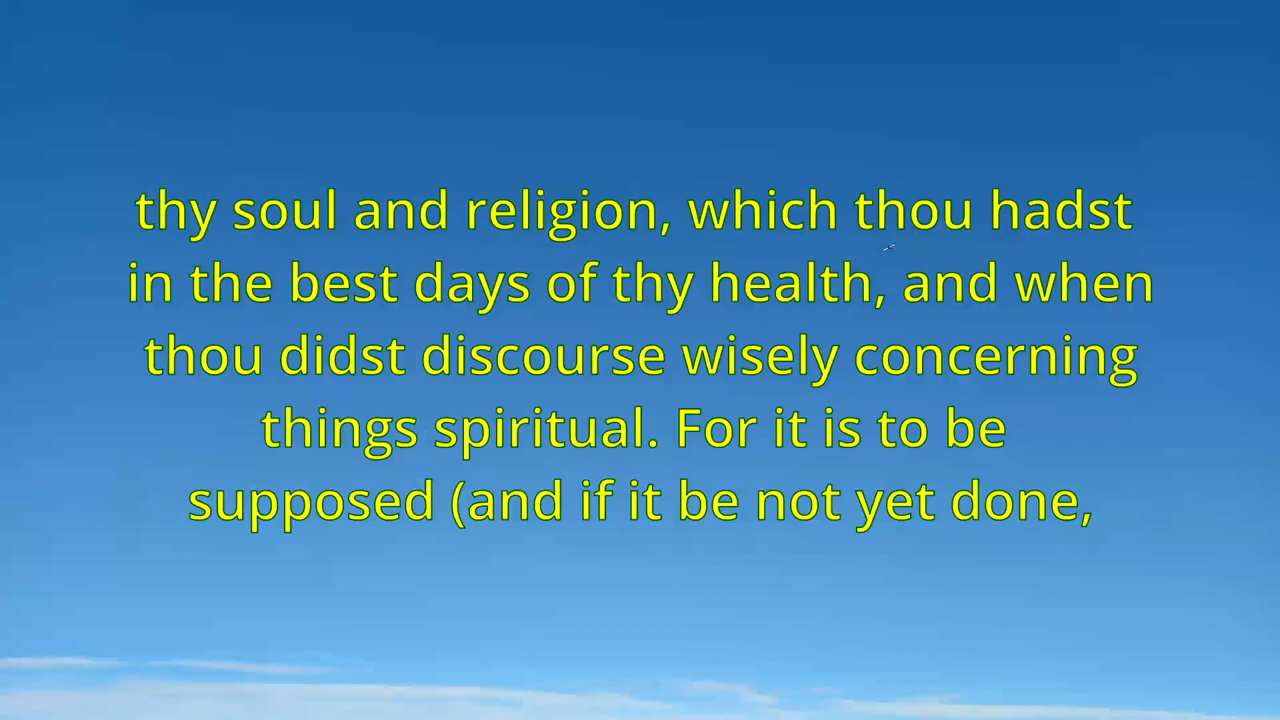 thy soul and religion, which thou hadst
in the best days of thy health, and when
thou didst discourse wisely concerning
things spiritual. For it is to be
supposed (and if it be not yet done,